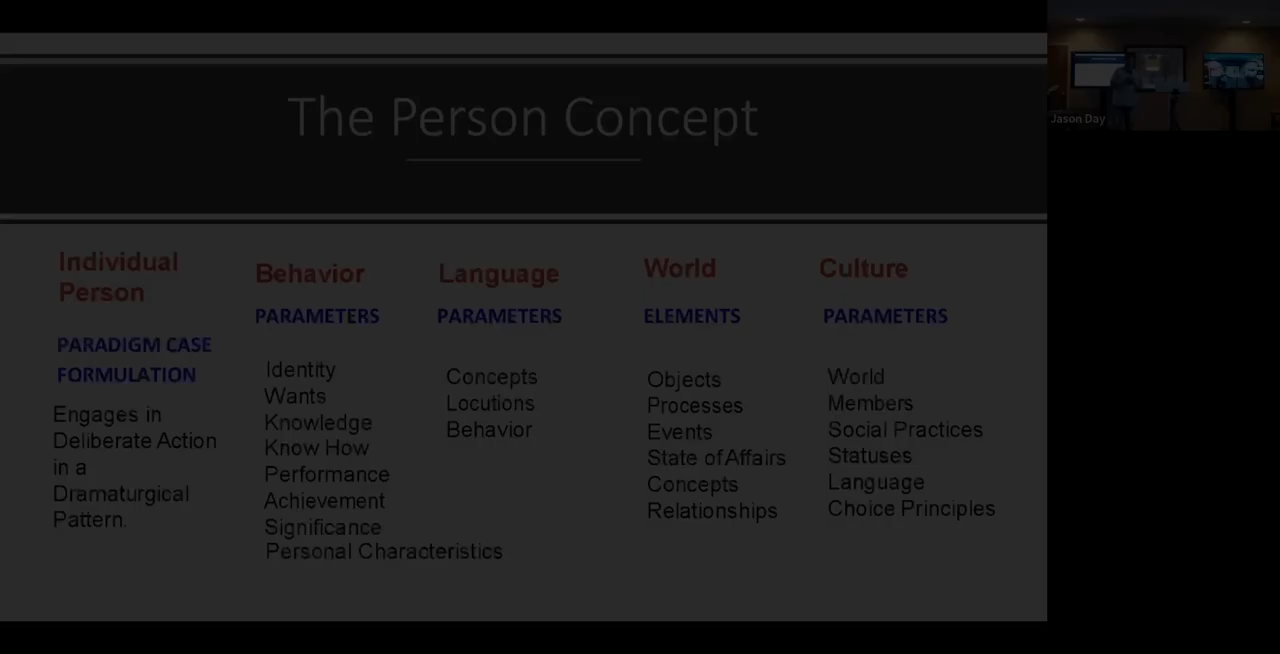 The Person Concept
Jason Day
Individual
Person
PARADIGM CASE
FORMULATION
Engages in
Deliberate Action
in a
Dramaturgical
Pattern.
Behavior
PARAMETERS
Identity
Wants
Knowledge
Know How
Performance
Achievement
Significance
Personal Characteristics
Language
PARAMETERS
Concepts
Locutions
Behavior
World
ELEMENTS
Objects
Processes
Events
State of Affairs
Concepts
Relationships
Culture
PARAMETERS
World
Members
Social Practices
Statuses
Language
Choice Principles